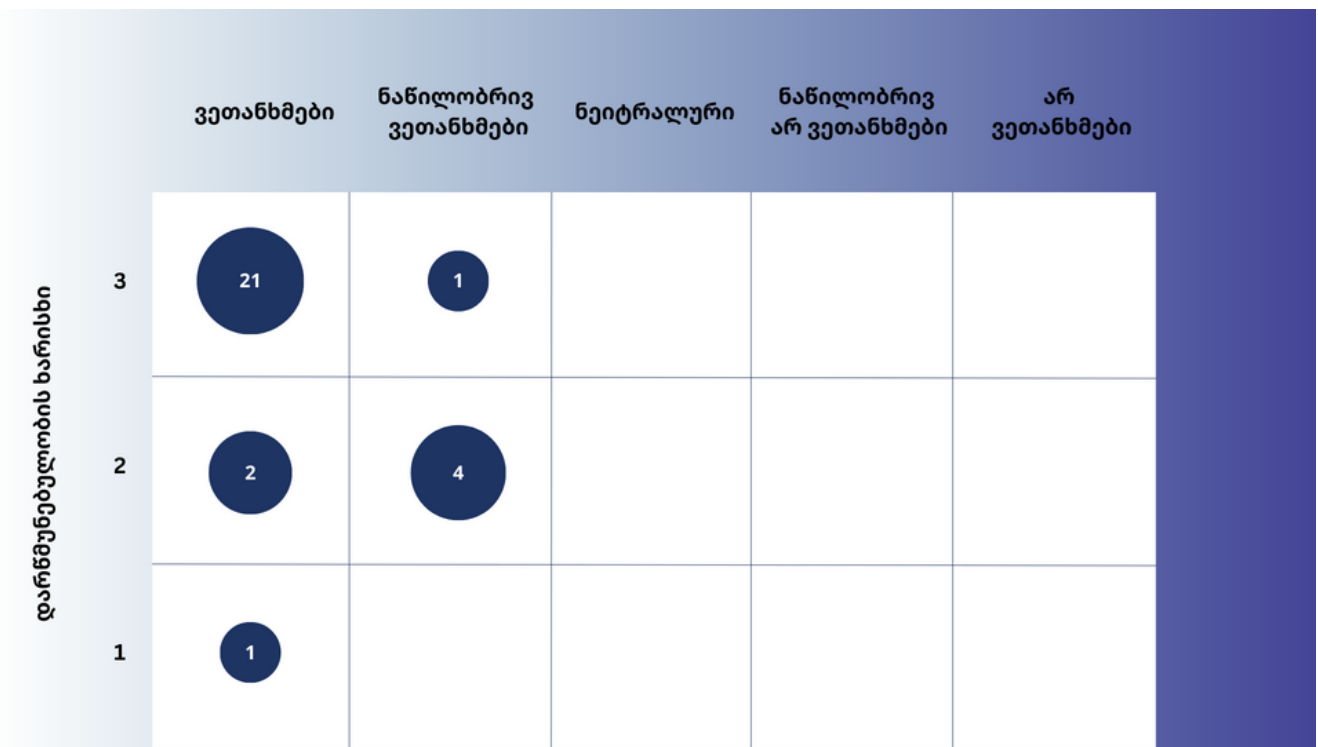 ვეთანხმები
ნაწილობრივ
ვეთანხმები
ნეიტრალური
ნაწილობრივ
არ ვეთანხმები
არ
ვეთანხმები
დარწმუნებულობის ხარისხი
3
21
1
2
2
4
1
1